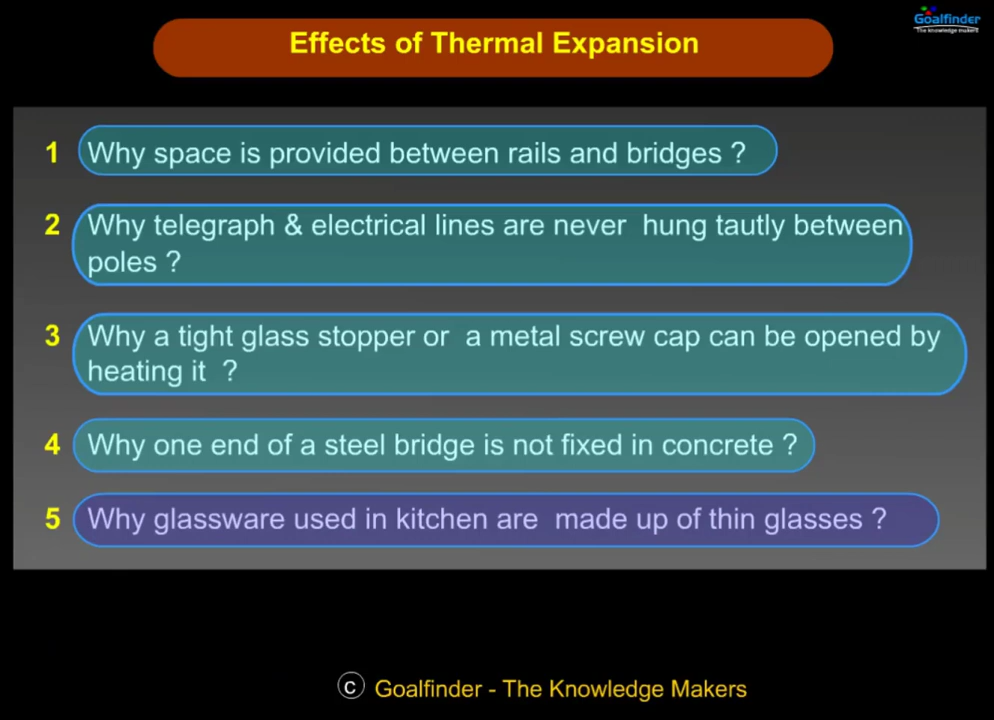 Goalfinder
The knowledge makers
Effects of Thermal Expansion
1 Why space is provided between rails and bridges ?
2 Why telegraph & electrical lines are never hung tautly between
poles ?
3 Why a tight glass stopper or a metal screw cap can be opened by
heating it ?
4 Why one end of a steel bridge is not fixed in concrete ?
5 Why glassware used in kitchen are made up of thin glasses ?
© Goalfinder - The Knowledge Makers